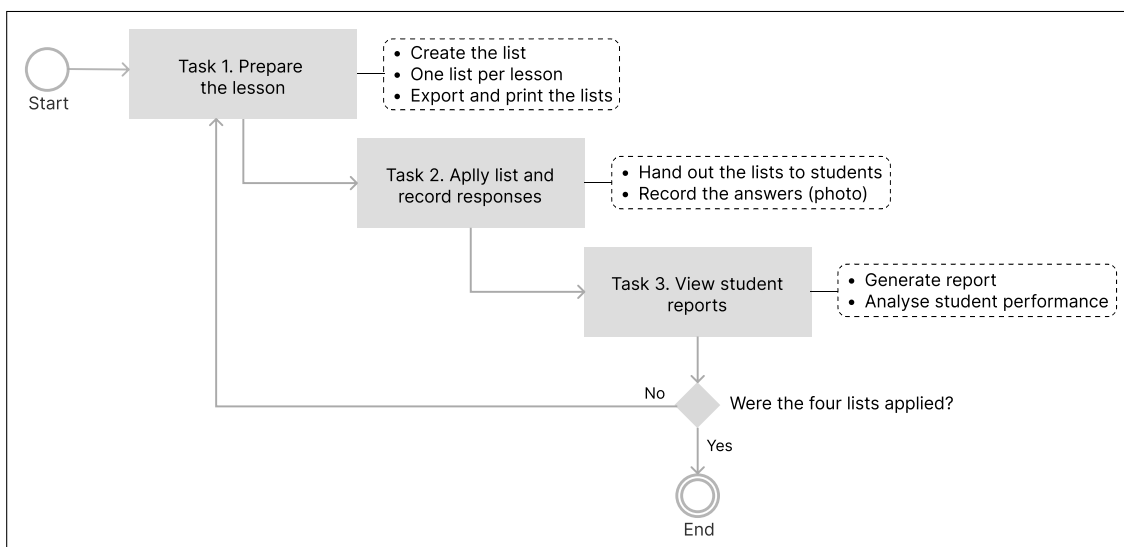 Start
Task 1. Prepare
the lesson
• Create the list
• One list per lesson
• Export and print the lists
Task 2. Aplly list and
record responses
• Hand out the lists to students
• Record the answers (photo)
Task 3. View student
reports
• Generate report
• Analyse student performance
No
Were the four lists applied?
Yes
End